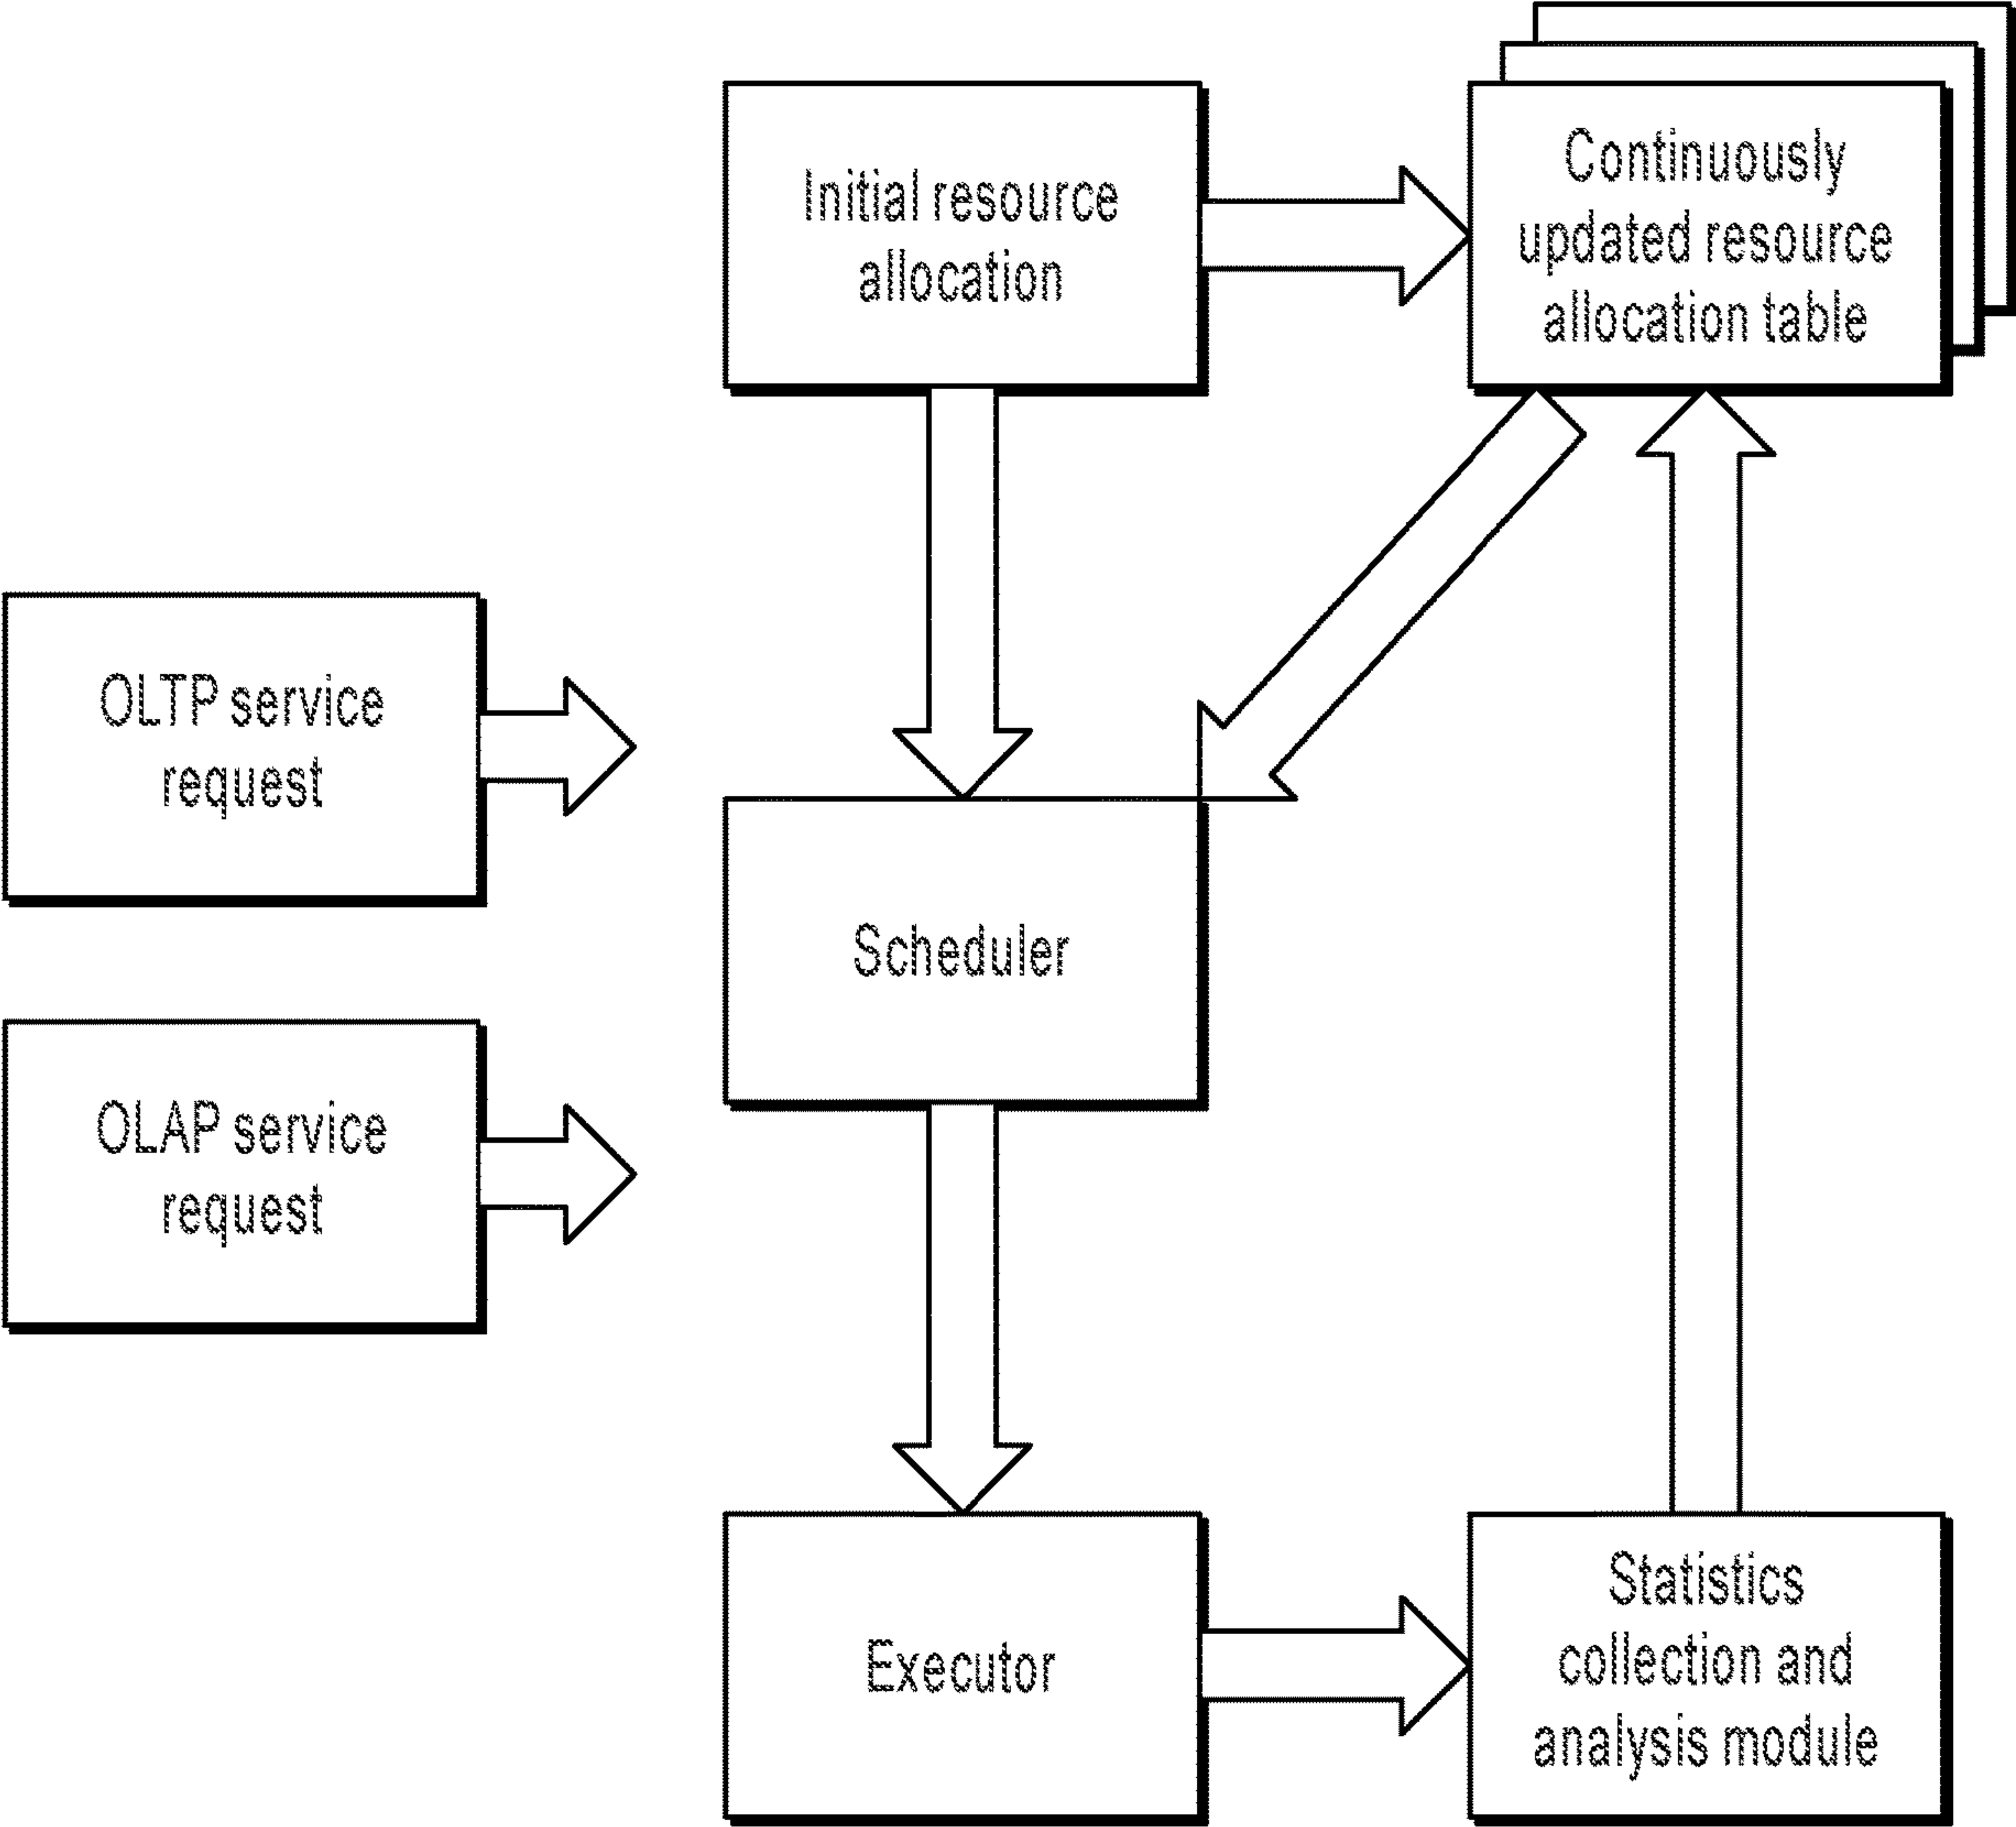 Initial resource
allocation
Continuously
updated resource
allocation table
OLTP service
request
Scheduler
OLAP service
request
Executor
Statistics
collection and
analysis module